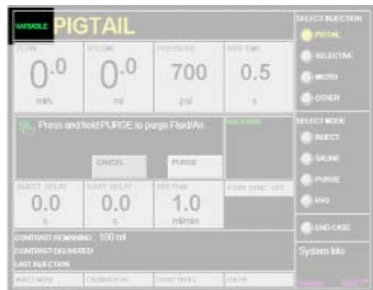 VARIABLE PIGTAIL
SELECT INJECTION
PIGTAIL
SELECTIVE
MICRO
OTHER
FLOW VOLUME PRESSURE RISE TIME
0.0 0.0 700 0.5
ml/s ml psi s
Press and hold PURGE to purge Fluid/Air.
CANCEL PURGE
SELECT MODE
INJECT
SALINE
PURGE
KVO
INJECT DELAY X-RAY DELAY
0.0 0.0 1.0
s s ml/min
END CASE
CONTRAST REMAINING : 100 ml
CONTRAST DELIVERED
LAST INJECTION
System Info